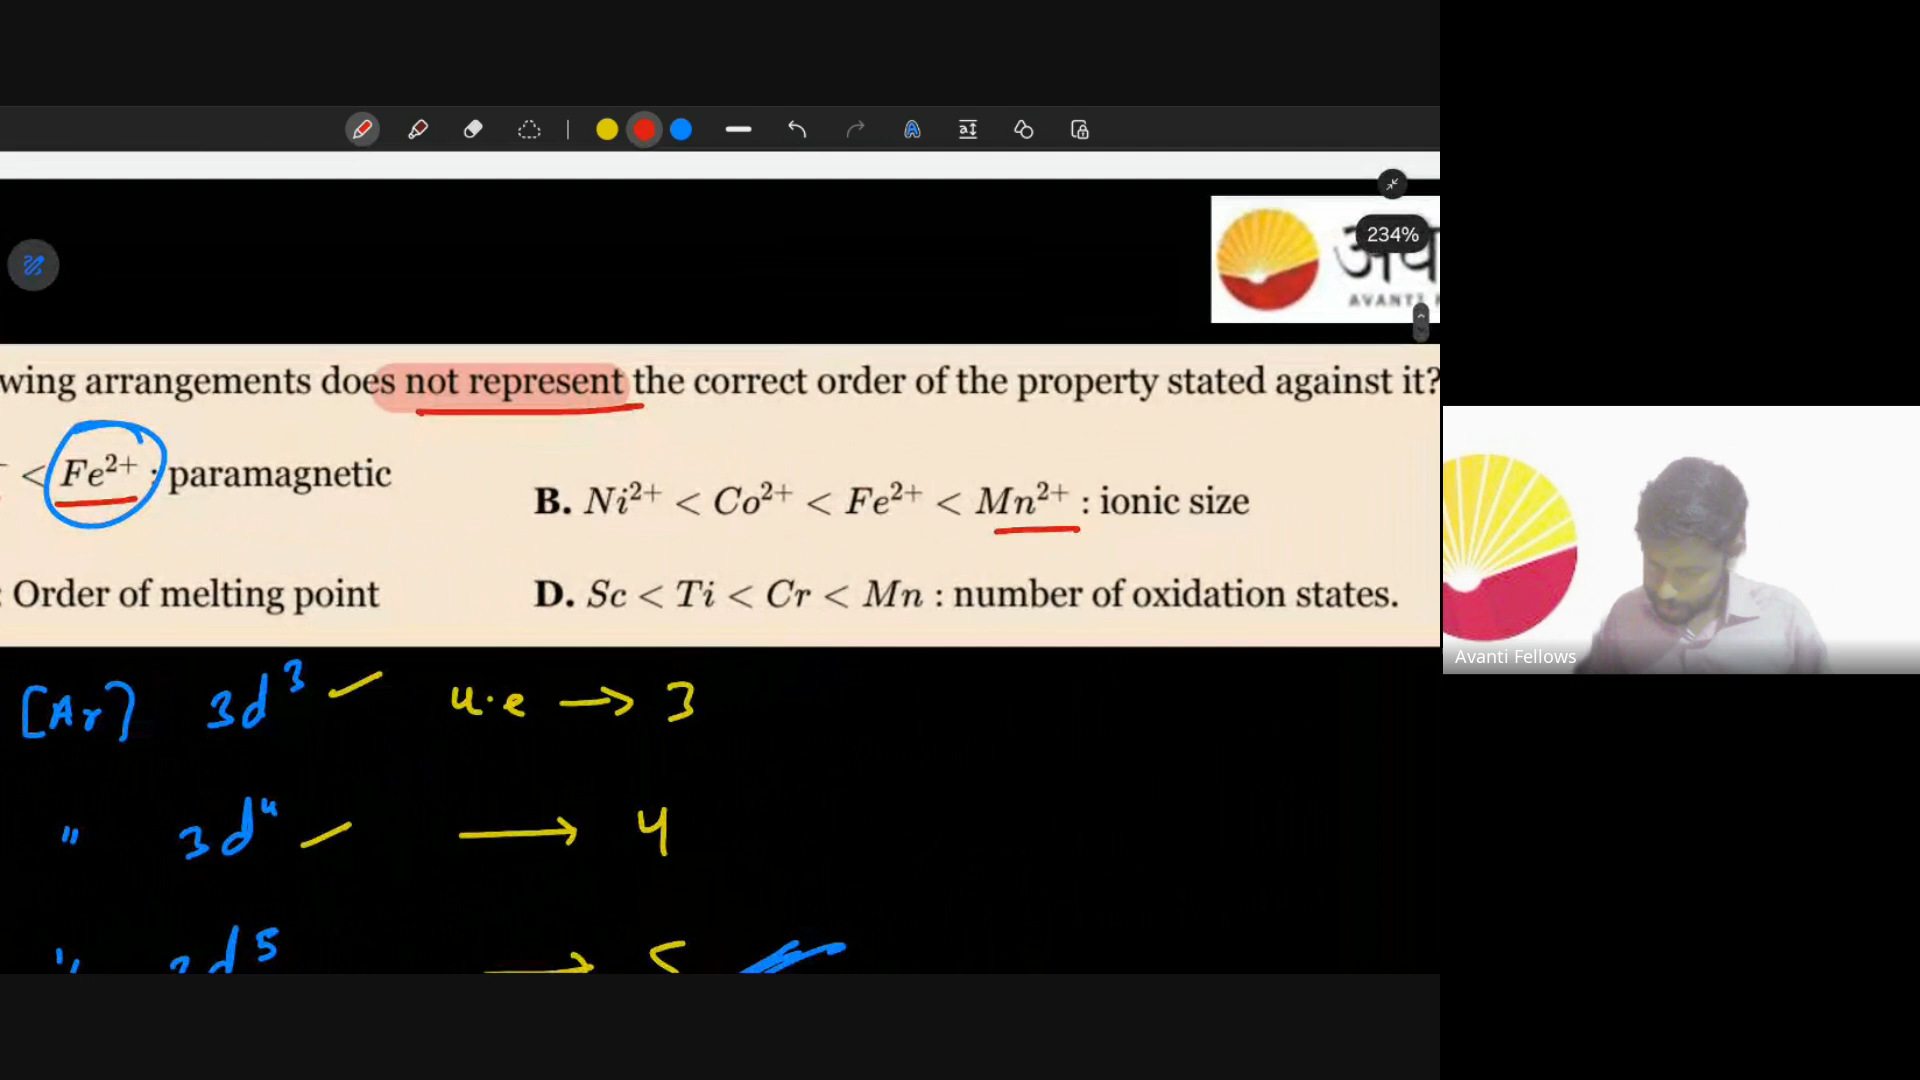 234%
अव
AVANTI
wing arrangements does not represent the correct order of the property stated against it?
< Fe²⁺ : paramagnetic
B. Ni²⁺ < Co²⁺ < Fe²⁺ < Mn²⁺ : ionic size
: Order of melting point
D. Sc < Ti < Cr < Mn : number of oxidation states.
[Ar] 3d³ u.e → 3
" 3d⁴ → 4
" 3d⁵ → 5
Avanti Fellows